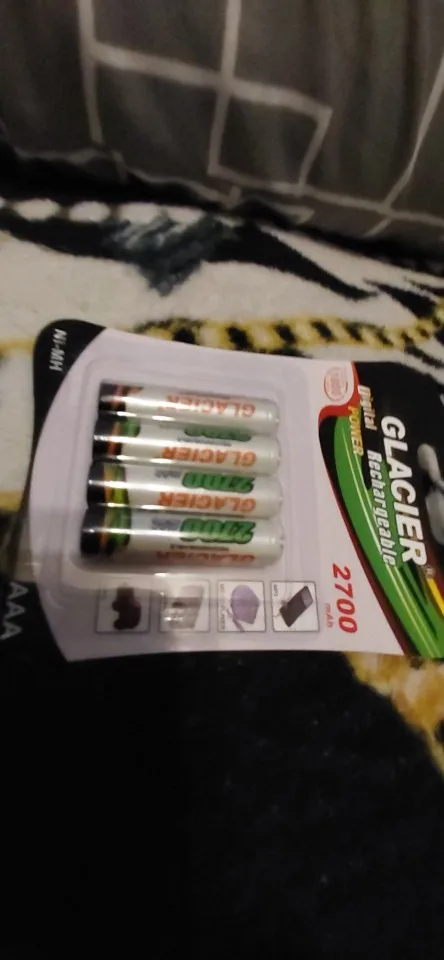 GLACIER
Digital Rechargeable
POWER
2700 mAh
NI-MH
AAA
GLACIER
GLACIER
2700
GLACIER
2700
GLACIER
2700